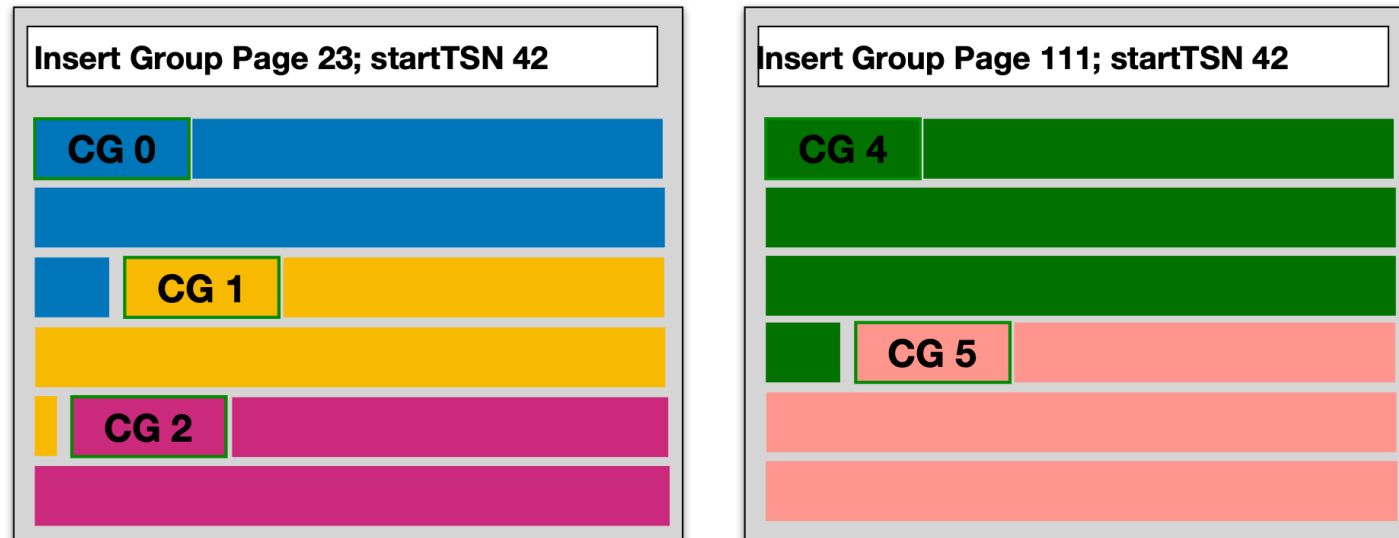 Insert Group Page 23; startTSN 42
CG 0
CG 1
CG 2
Insert Group Page 111; startTSN 42
CG 4
CG 5